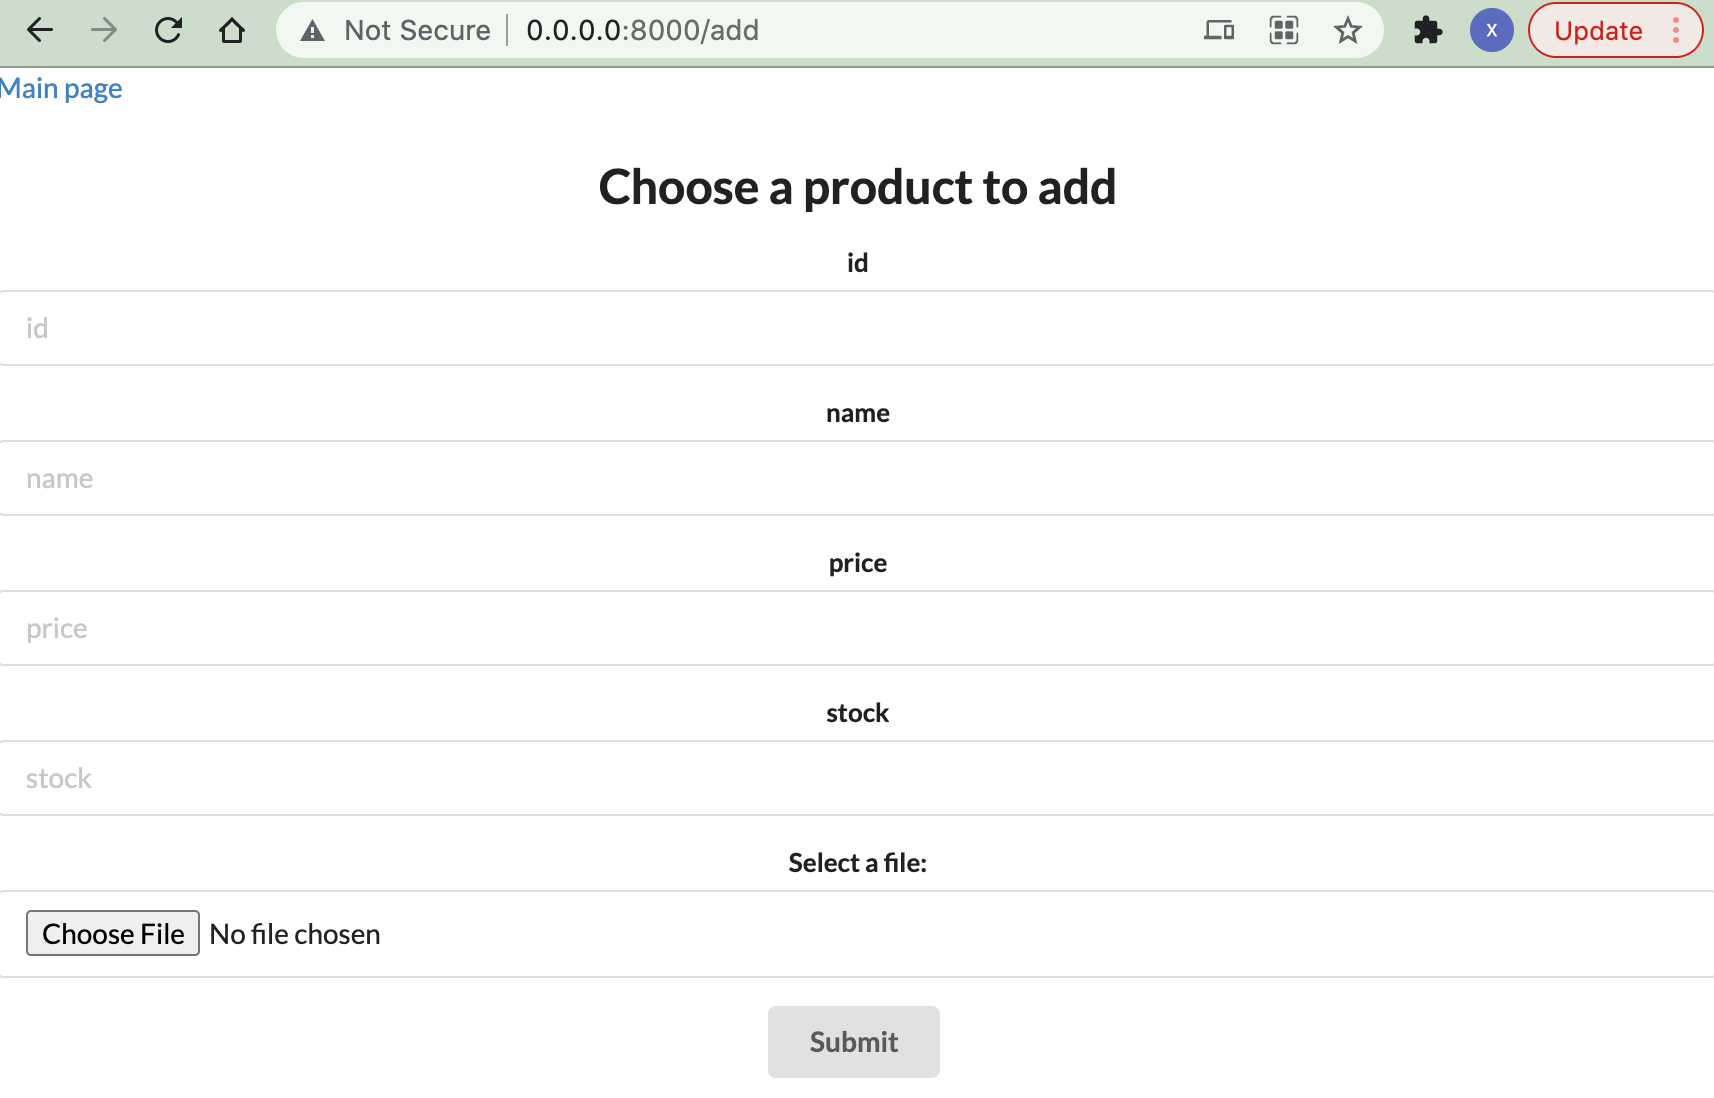 Not Secure 0.0.0.0:8000/add X Update
Main page
Choose a product to add
id
id
name
name
price
price
stock
stock
Select a file:
Choose File No file chosen
Submit